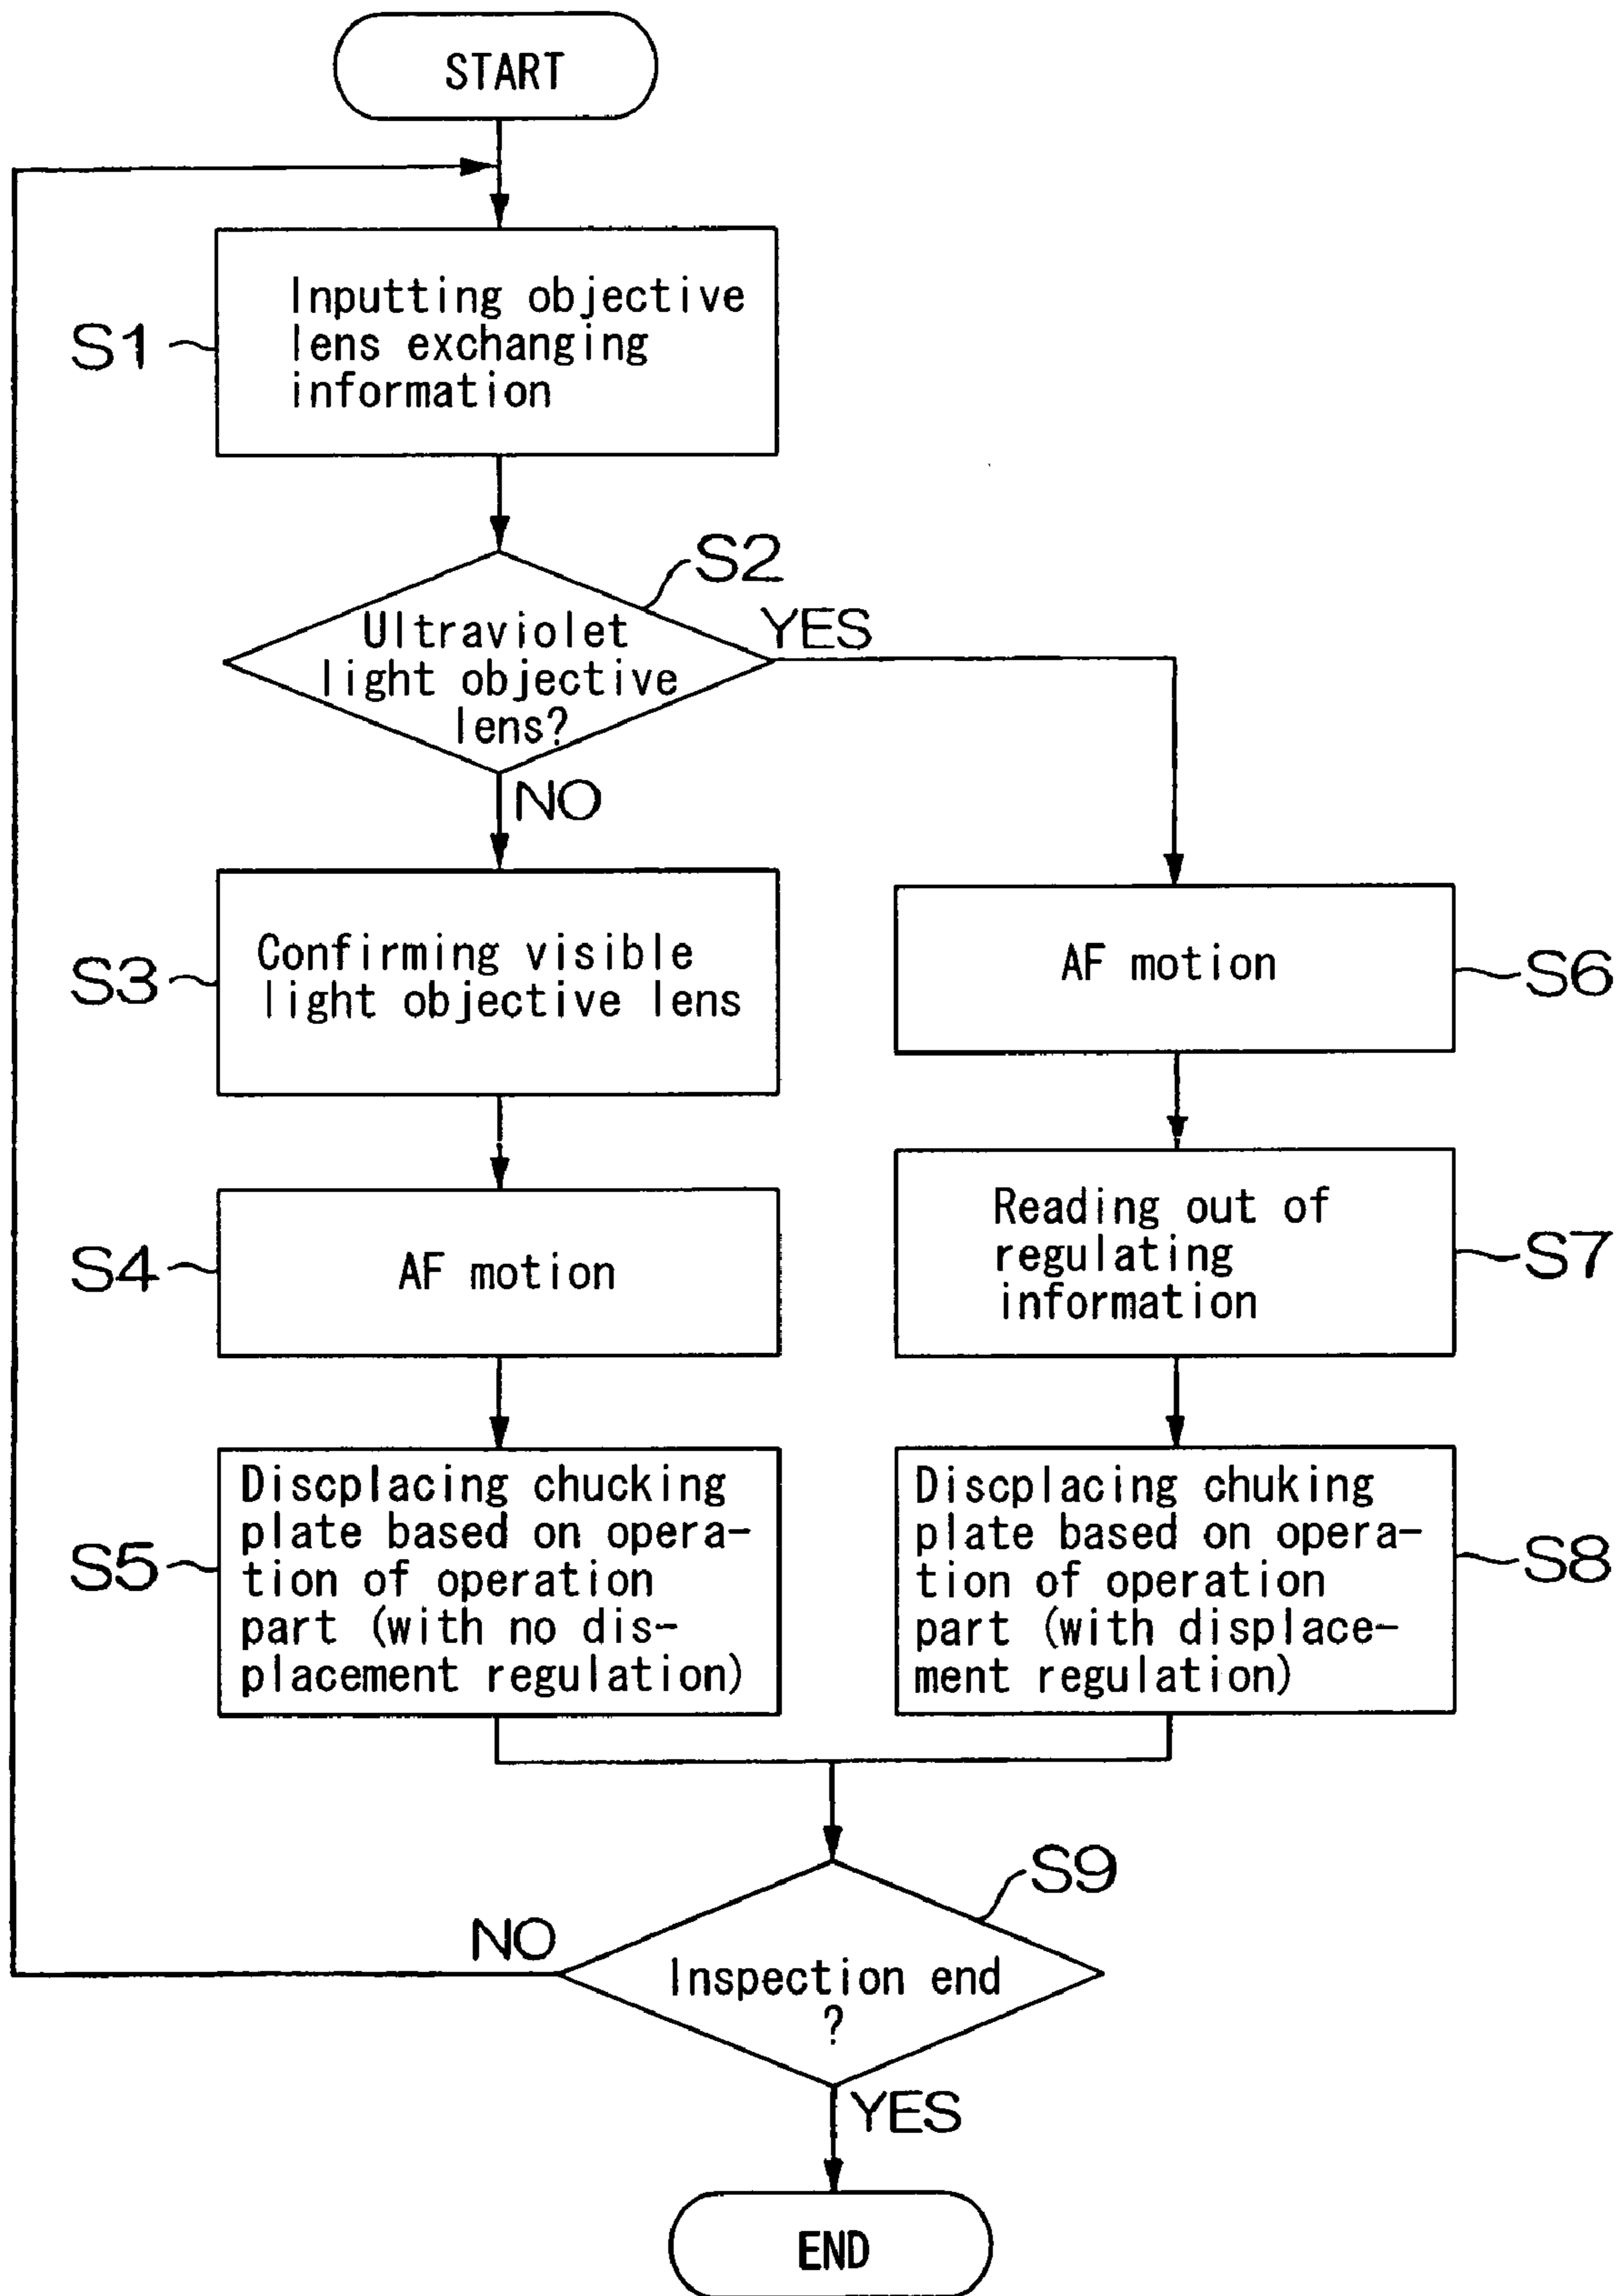 START
S1
Inputting objective
lens exchanging
information
S2
Ultraviolet
light objective
lens?
YES
NO
S3
Confirming visible
light objective lens
S4
AF motion
S5
Discplacing chucking
plate based on opera-
tion of operation
part (with no dis-
placement regulation)
AF motion
S6
Reading out of
regulating
information
S7
Discplacing chuking
plate based on opera-
tion of operation
part (with displace-
ment regulation)
S8
S9
NO
Inspection end
?
YES
END